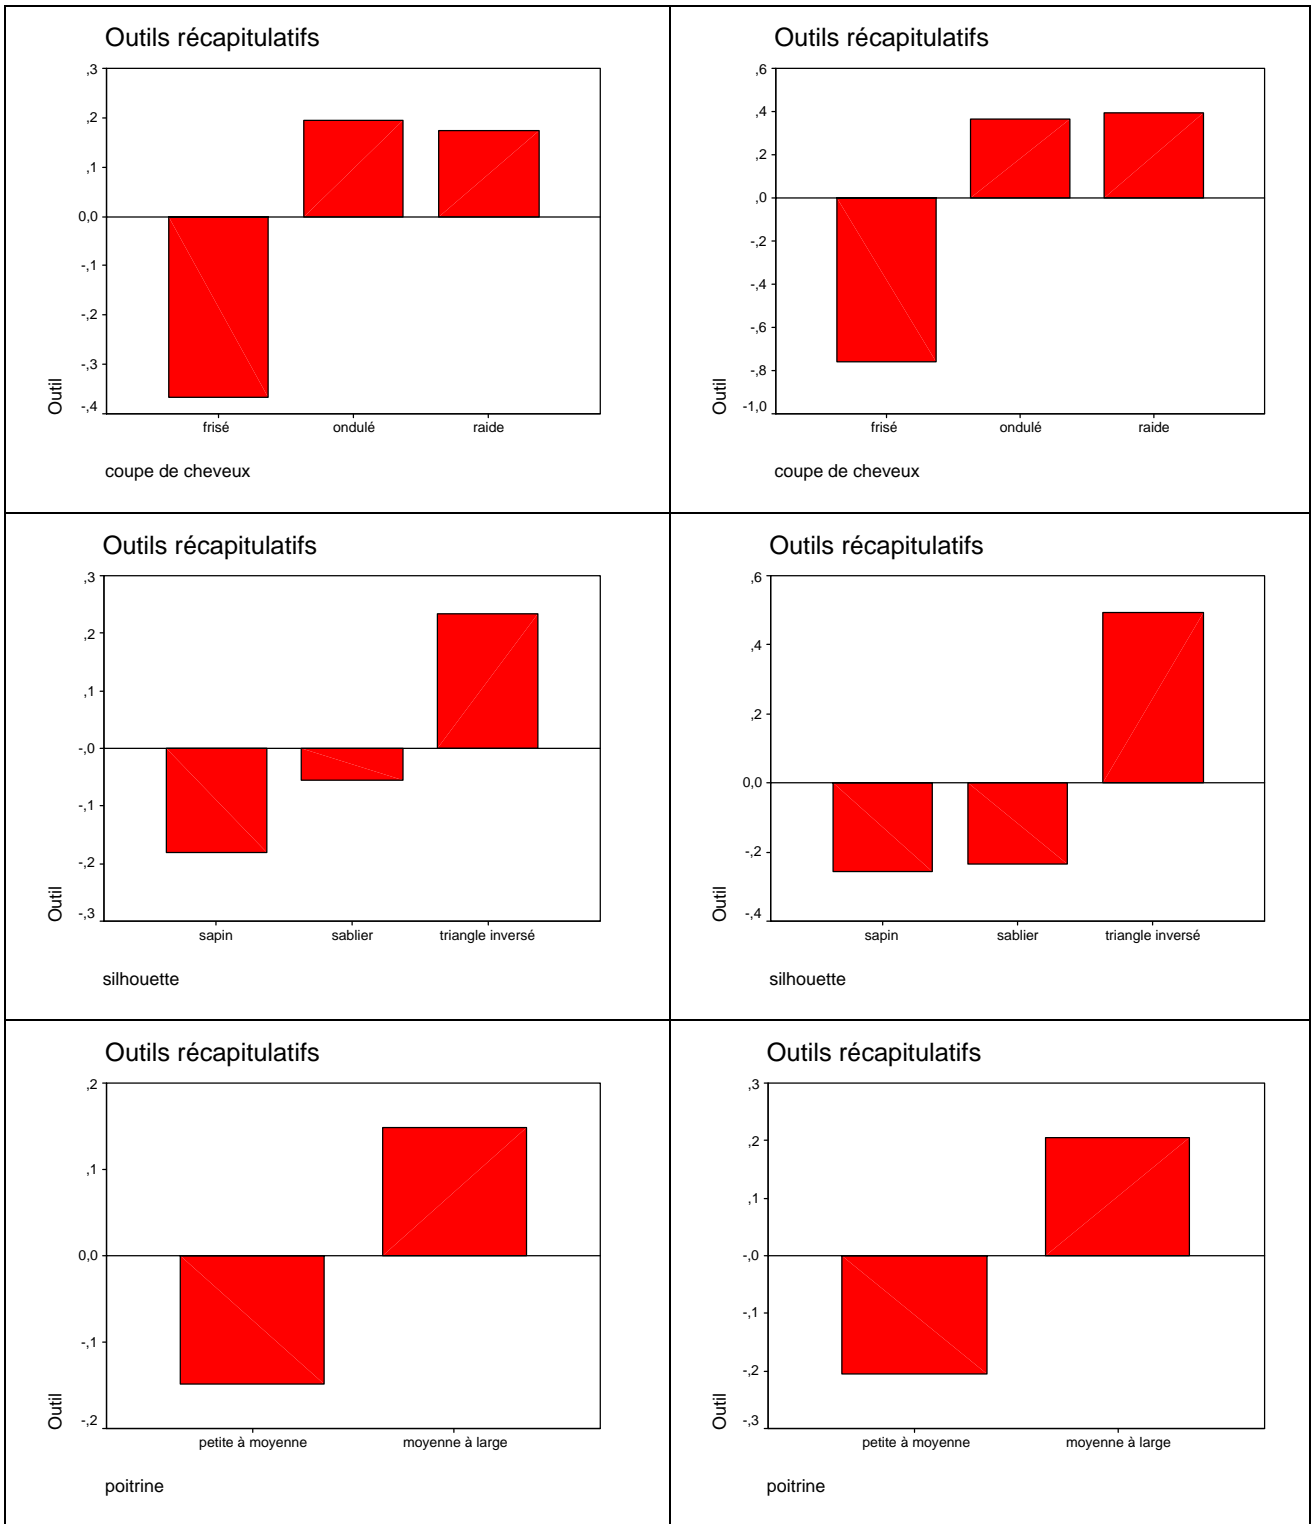 Outils récapitulatifs
,3
,2
,1
0,0
-,1
-,2
-,3
-,4
Outil
frisé ondulé raide
coupe de cheveux
Outils récapitulatifs
,6
,4
,2
,0
-,2
-,4
-,6
-,8
-1,0
Outil
frisé ondulé raide
coupe de cheveux
Outils récapitulatifs
,3
,2
,1
-,0
-,1
-,2
-,3
Outil
sapin sablier triangle inversé
silhouette
Outils récapitulatifs
,6
,4
,2
0,0
-,2
-,4
Outil
sapin sablier triangle inversé
silhouette
Outils récapitulatifs
,2
,1
0,0
-,1
-,2
Outil
petite à moyenne moyenne à large
poitrine
Outils récapitulatifs
,3
,2
,1
-,0
-,1
-,2
-,3
Outil
petite à moyenne moyenne à large
poitrine